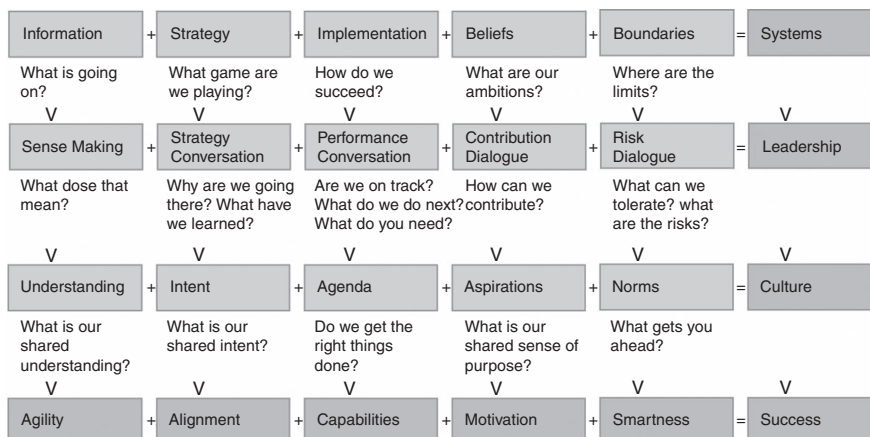 Information + Strategy + Implementation + Beliefs + Boundaries = Systems
What is going on?
What game are we playing?
How do we succeed?
What are our ambitions?
Where are the limits?
V V V V V V
Sense Making + Strategy Conversation + Performance Conversation + Contribution Dialogue + Risk Dialogue = Leadership
What dose that mean?
Why are we going there? What have we learned?
Are we on track? What do we do next? What do you need?
How can we contribute?
What can we tolerate? what are the risks?
V V V V V V
Understanding + Intent + Agenda + Aspirations + Norms = Culture
What is our shared understanding?
What is our shared intent?
Do we get the right things done?
What is our shared sense of purpose?
What gets you ahead?
V V V V V V
Agility + Alignment + Capabilities + Motivation + Smartness = Success